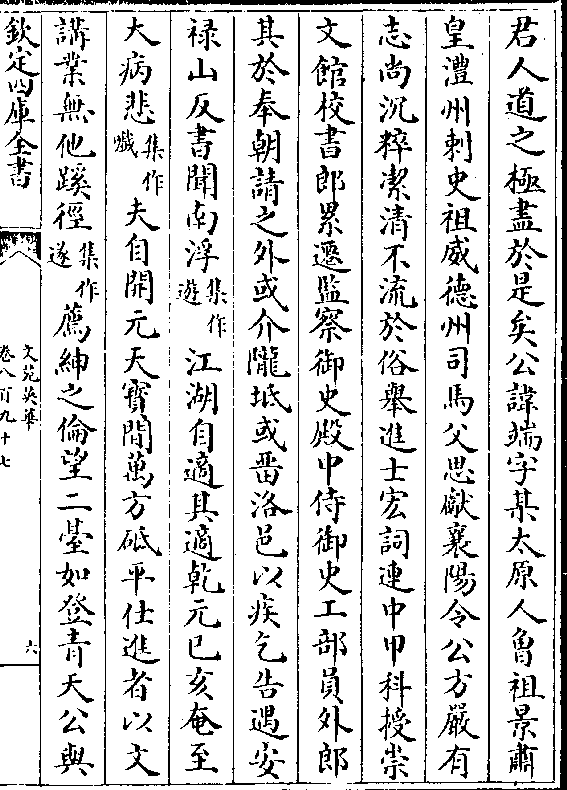 君人道之極盡於是矣公諱端字某太原人曽祖景肅
皇澧州刺史祖威德州司馬父思獻襄陽令公方嚴有
志尚沉粹潔清不流於俗舉進士宏詞連中甲科授崇
文館校書郎累遷監察御史殿中侍御史工部員外郎
其於奉朝請之外或介隴坻或畱洛邑以疾乞告遇安
禄山反書聞南浮集作遊江湖自適其適乾元己亥奄至
大病悲集作慽夫自開元天寳間萬方砥平仕進者以文
講業無他蹊徑集作遂薦紳之倫望二臺如登青天公與
欽定四庫全書
文苑英華
卷八百九十七
六